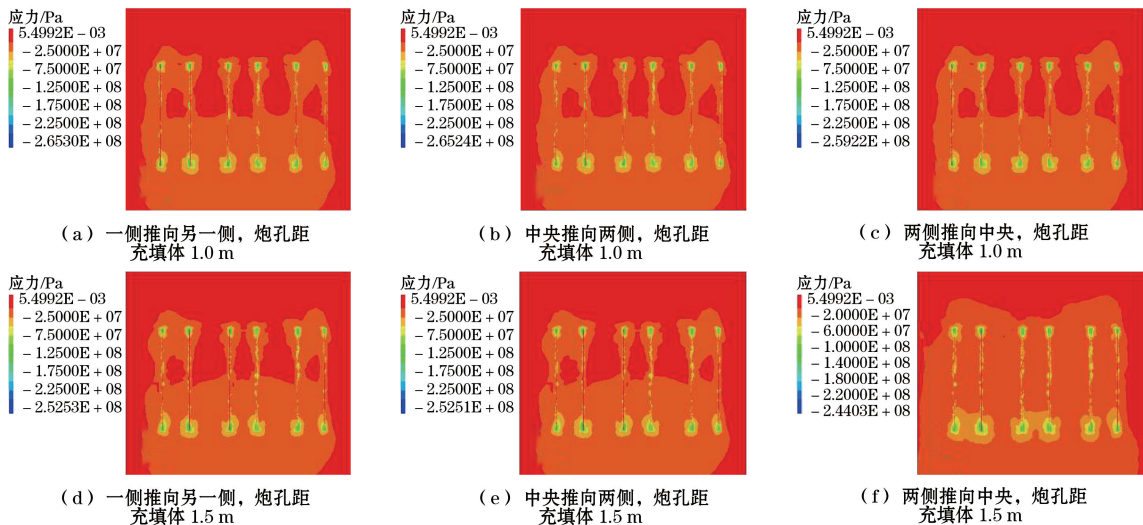 应力/Pa
5.4992E－03
－2.5000E＋07
－7.5000E＋07
－1.2500E＋08
－1.7500E＋08
－2.2500E＋08
－2.6530E＋08
(a) 一侧推向另一侧，炮孔距
充填体 1.0 m
应力/Pa
5.4992E－03
－2.5000E＋07
－7.5000E＋07
－1.2500E＋08
－1.7500E＋08
－2.2500E＋08
－2.6524E＋08
(b) 中央推向两侧，炮孔距
充填体 1.0 m
应力/Pa
5.4992E－03
－2.5000E＋07
－7.5000E＋07
－1.2500E＋08
－1.7500E＋08
－2.2500E＋08
－2.5922E＋08
(c) 两侧推向中央，炮孔距
充填体 1.0 m
应力/Pa
5.4992E－03
－2.5000E＋07
－7.5000E＋07
－1.2500E＋08
－1.7500E＋08
－2.2500E＋08
－2.5253E＋08
(d) 一侧推向另一侧，炮孔距
充填体 1.5 m
应力/Pa
5.4992E－03
－2.5000E＋07
－7.5000E＋07
－1.2500E＋08
－1.7500E＋08
－2.2500E＋08
－2.5251E＋08
(e) 中央推向两侧，炮孔距
充填体 1.5 m
应力/Pa
5.4992E－03
－2.0000E＋07
－6.0000E＋07
－1.0000E＋08
－1.4000E＋08
－1.8000E＋08
－2.2000E＋08
－2.4403E＋08
(f) 两侧推向中央，炮孔距
充填体 1.5 m